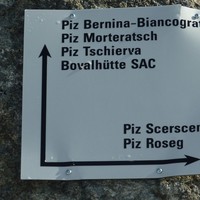 Piz Bernina-Biancogra
Piz Morteratsch
Piz Tschierva
Bovalhütte SAC
Piz Scerscen
Piz Roseg